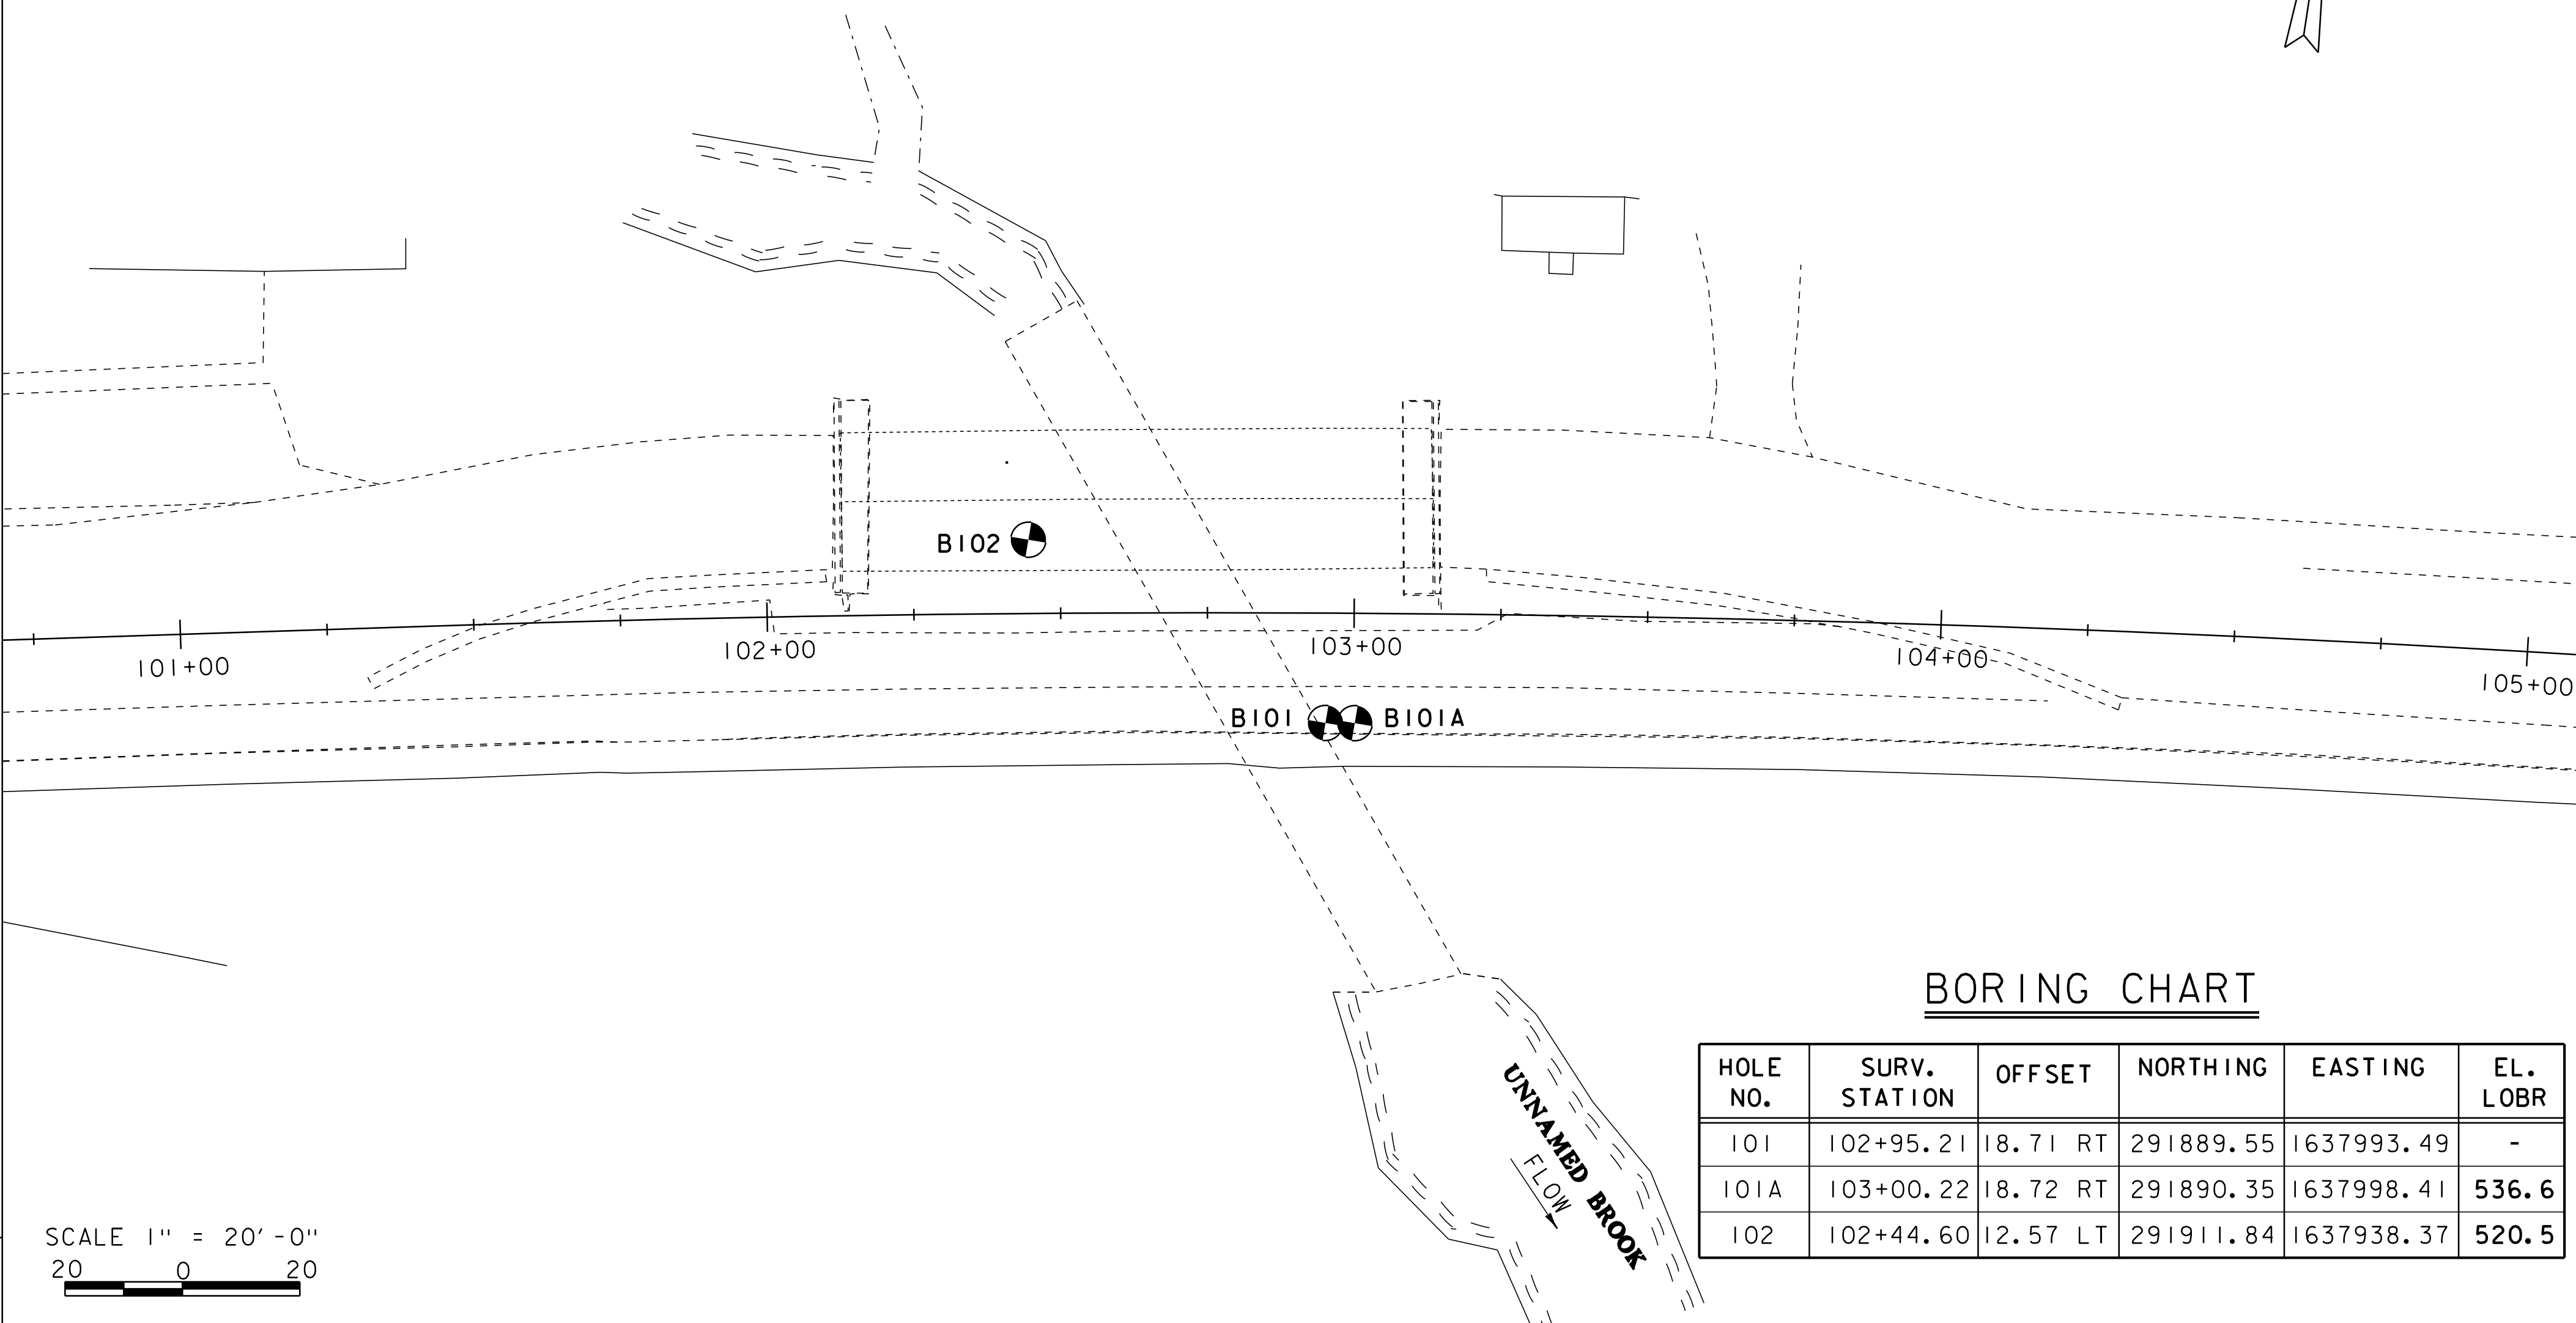 B102
101+00
102+00
103+00
104+00
105+00
B101
B101A
UNNAMED BROOK
FLOW
BORING CHART
HOLE NO. SURV. STATION OFFSET NORTHING EASTING EL. LOBR
101 102+95.21 18.71 RT 291889.55 1637993.49 -
101A 103+00.22 18.72 RT 291890.35 1637998.41 536.6
102 102+44.60 12.57 LT 291911.84 1637938.37 520.5
SCALE 1" = 20'-0"
20 0 20